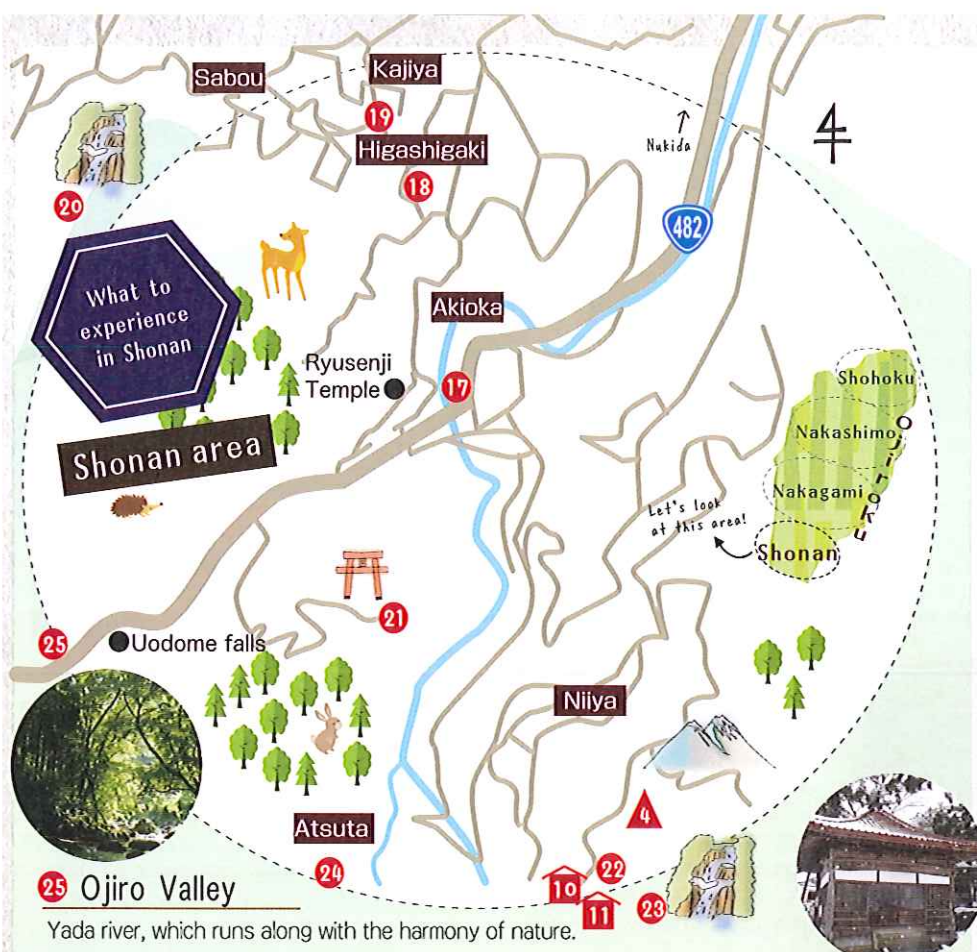 Sabou
Kajiya
19
Higashigaki
18
Nukida
20
482
What to
experience
in Shonan
Akioka
Ryusenji
Temple
17
Shonan area
Shohoku
Nakashimo
Nakagami
Ojiroku
Let's look
at this area!
Shonan
21
25
Uodome falls
Niiya
4
Atsuta
24
22
10
11
23
25 Ojiro Valley
Yada river, which runs along with the harmony of nature.